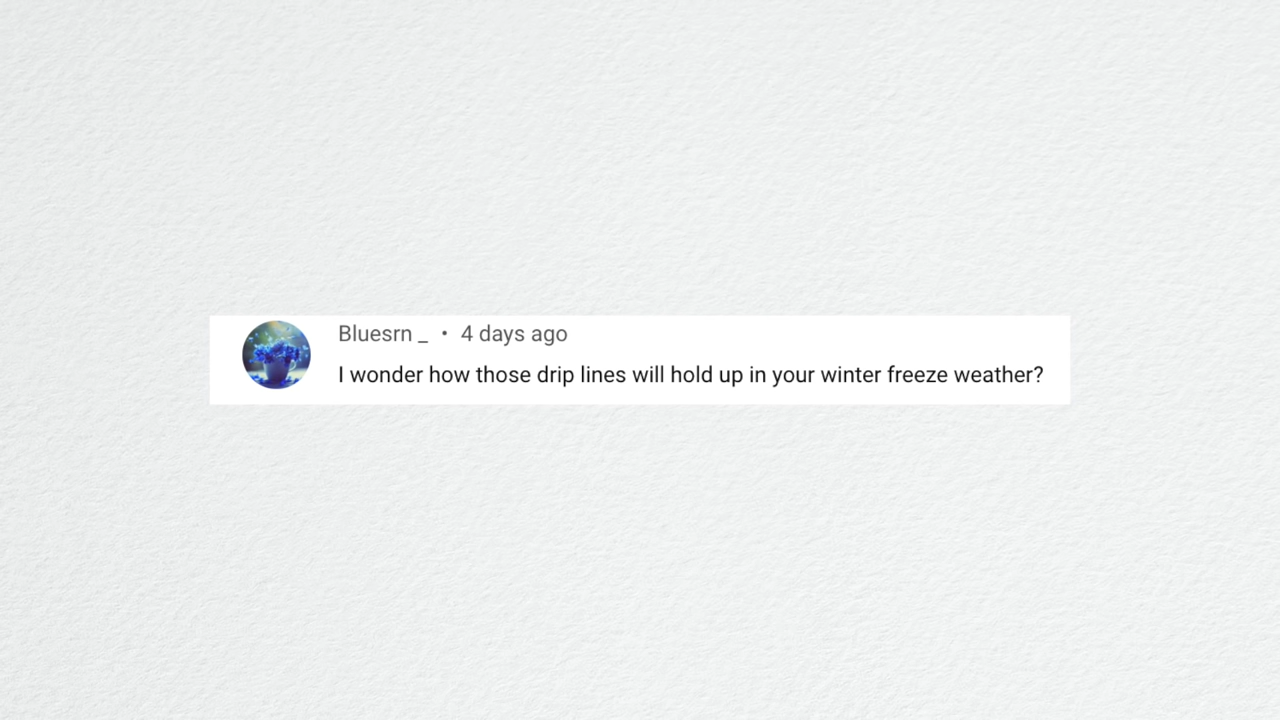 Bluesrn _ • 4 days ago
I wonder how those drip lines will hold up in your winter freeze weather?